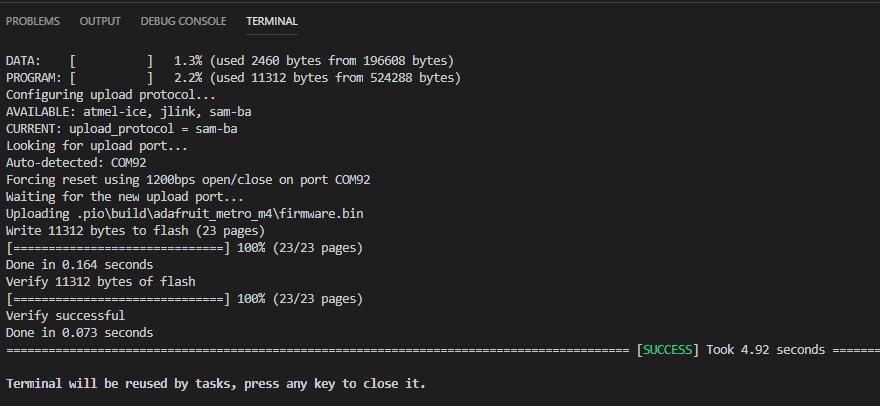 PROBLEMS OUTPUT DEBUG CONSOLE TERMINAL
DATA: [ ] 1.3% (used 2460 bytes from 196608 bytes)
PROGRAM: [ ] 2.2% (used 11312 bytes from 524288 bytes)
Configuring upload protocol...
AVAILABLE: atmel-ice, jlink, sam-ba
CURRENT: upload_protocol = sam-ba
Looking for upload port...
Auto-detected: COM92
Forcing reset using 1200bps open/close on port COM92
Waiting for the new upload port...
Uploading .pio\build\adafruit_metro_m4\firmware.bin
Write 11312 bytes to flash (23 pages)
[==============================] 100% (23/23 pages)
Done in 0.164 seconds
Verify 11312 bytes of flash
[==============================] 100% (23/23 pages)
Verify successful
Done in 0.073 seconds
========================================================================================= [SUCCESS] Took 4.92 seconds =======
Terminal will be reused by tasks, press any key to close it.